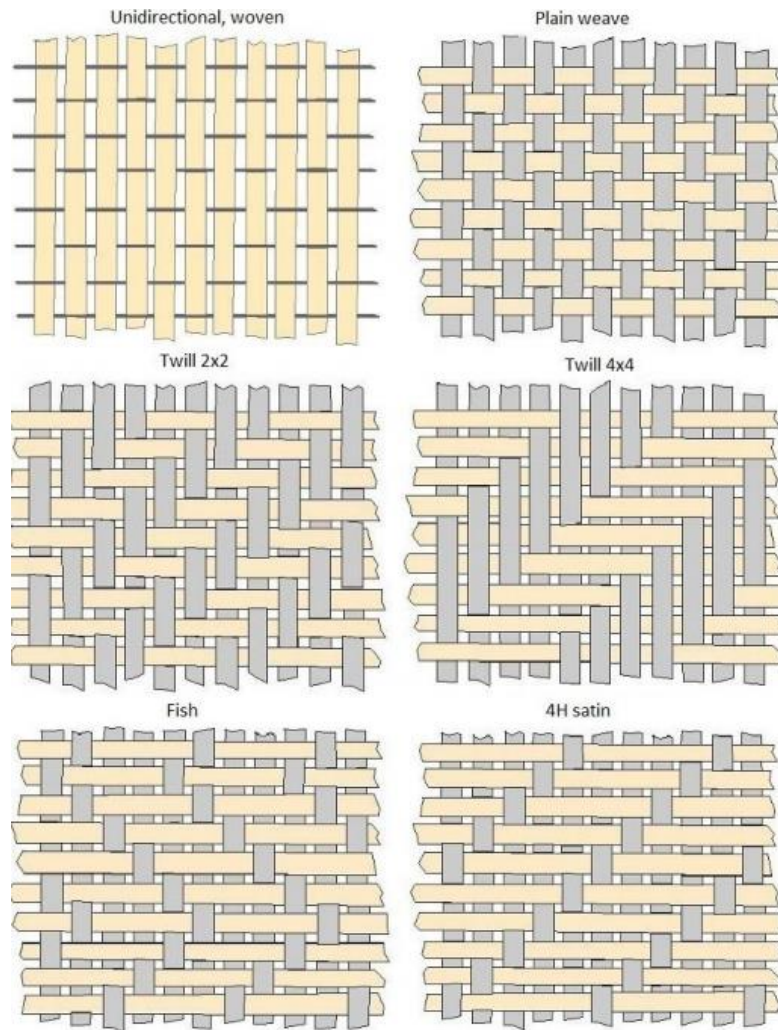 Unidirectional, woven
Plain weave
Twill 2x2
Twill 4x4
Fish
4H satin